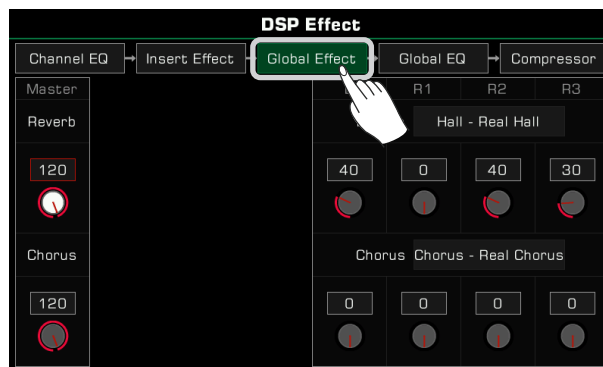 DSP Effect
Channel EQ Insert Effect Global Effect Global EQ Compressor
Master R1 R2 R3
Reverb Hall - Real Hall
120 40 0 40 30
Chorus Chorus Chorus - Real Chorus
120 0 0 0 0